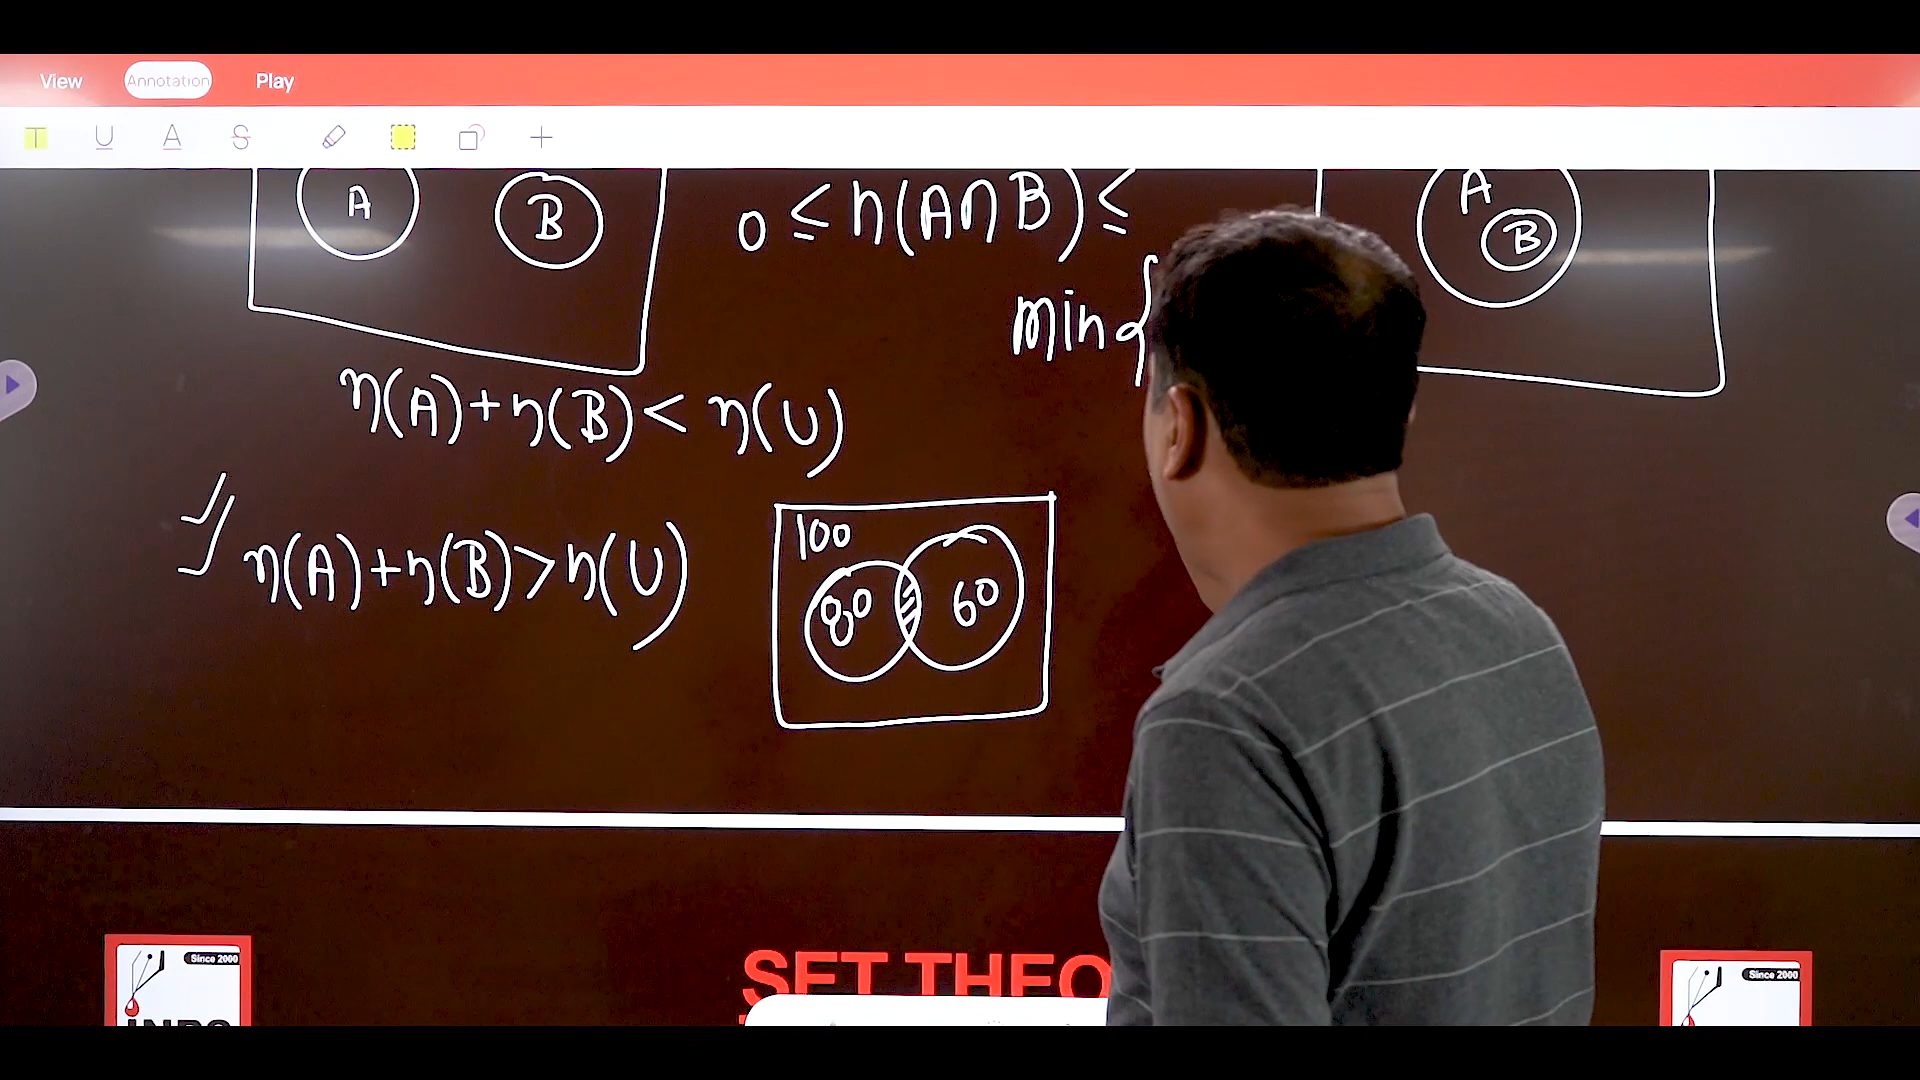 View Annotation Play
T U A S
A
B
0 ≤ n(A∩B) ≤
min {
A
B
n(A)+n(B) < n(U)
n(A)+n(B) > n(U)
100
80
60
SET THEO
Since 2000
Since 2000